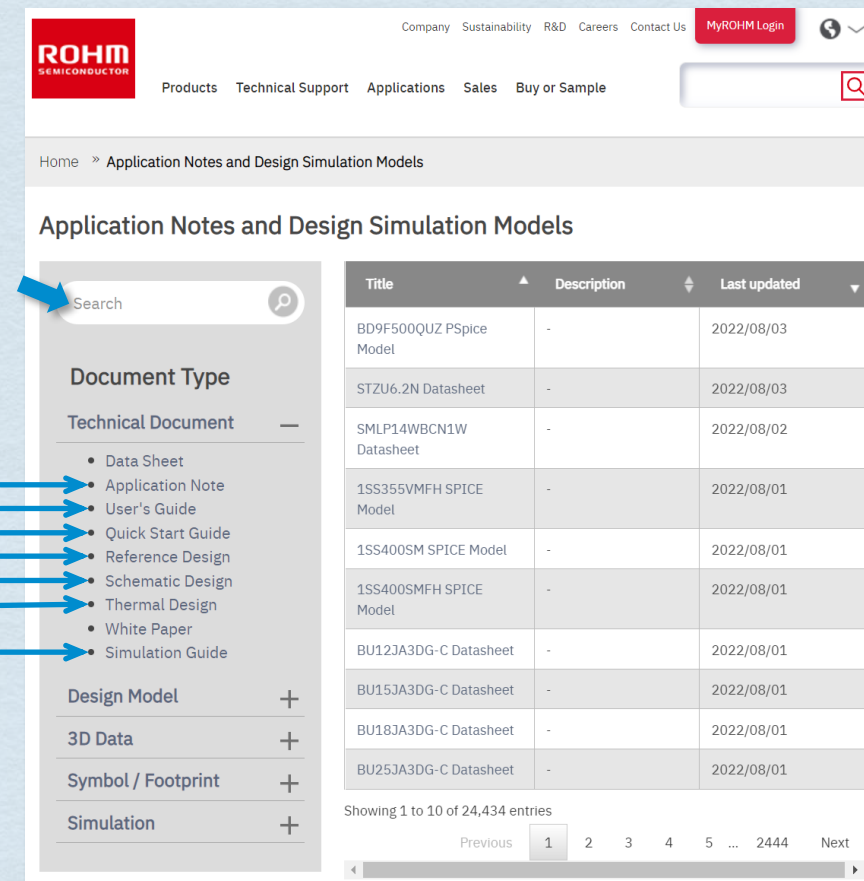 Company Sustainability R&D Careers Contact Us MyROHM Login
ROHM
SEMICONDUCTOR
Products Technical Support Applications Sales Buy or Sample
Home » Application Notes and Design Simulation Models
Application Notes and Design Simulation Models
Search
Document Type
Technical Document
• Data Sheet
• Application Note
• User's Guide
• Quick Start Guide
• Reference Design
• Schematic Design
• Thermal Design
• White Paper
• Simulation Guide
Design Model +
3D Data +
Symbol / Footprint +
Simulation +
Title Description Last updated
BD9F500QUZ PSpice - 2022/08/03
Model
STZU6.2N Datasheet - 2022/08/03
SMLP14WBCN1W - 2022/08/02
Datasheet
1SS355VMFH SPICE - 2022/08/01
Model
1SS400SM SPICE Model - 2022/08/01
1SS400SMFH SPICE - 2022/08/01
Model
BU12JA3DG-C Datasheet - 2022/08/01
BU15JA3DG-C Datasheet - 2022/08/01
BU18JA3DG-C Datasheet - 2022/08/01
BU25JA3DG-C Datasheet - 2022/08/01
Showing 1 to 10 of 24,434 entries
Previous 1 2 3 4 5 ... 2444 Next